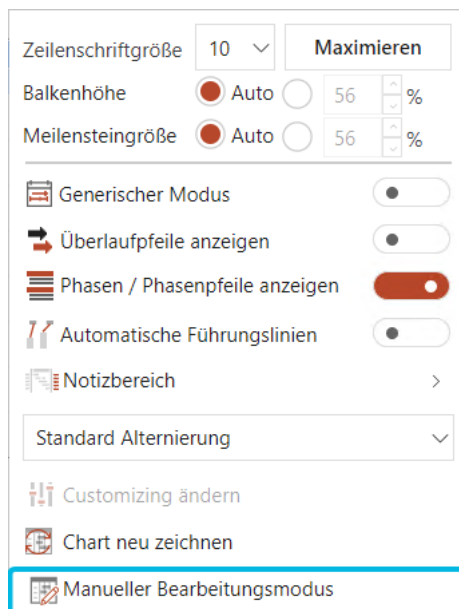 Zeilenschriftgröße 10 Maximieren
Balkenhöhe Auto 56 %
Meilensteingröße Auto 56 %
Generischer Modus
Überlaufpfeile anzeigen
Phasen / Phasenpfeile anzeigen
Automatische Führungslinien
Notizbereich
Standard Alternierung
Customizing ändern
Chart neu zeichnen
Manueller Bearbeitungsmodus